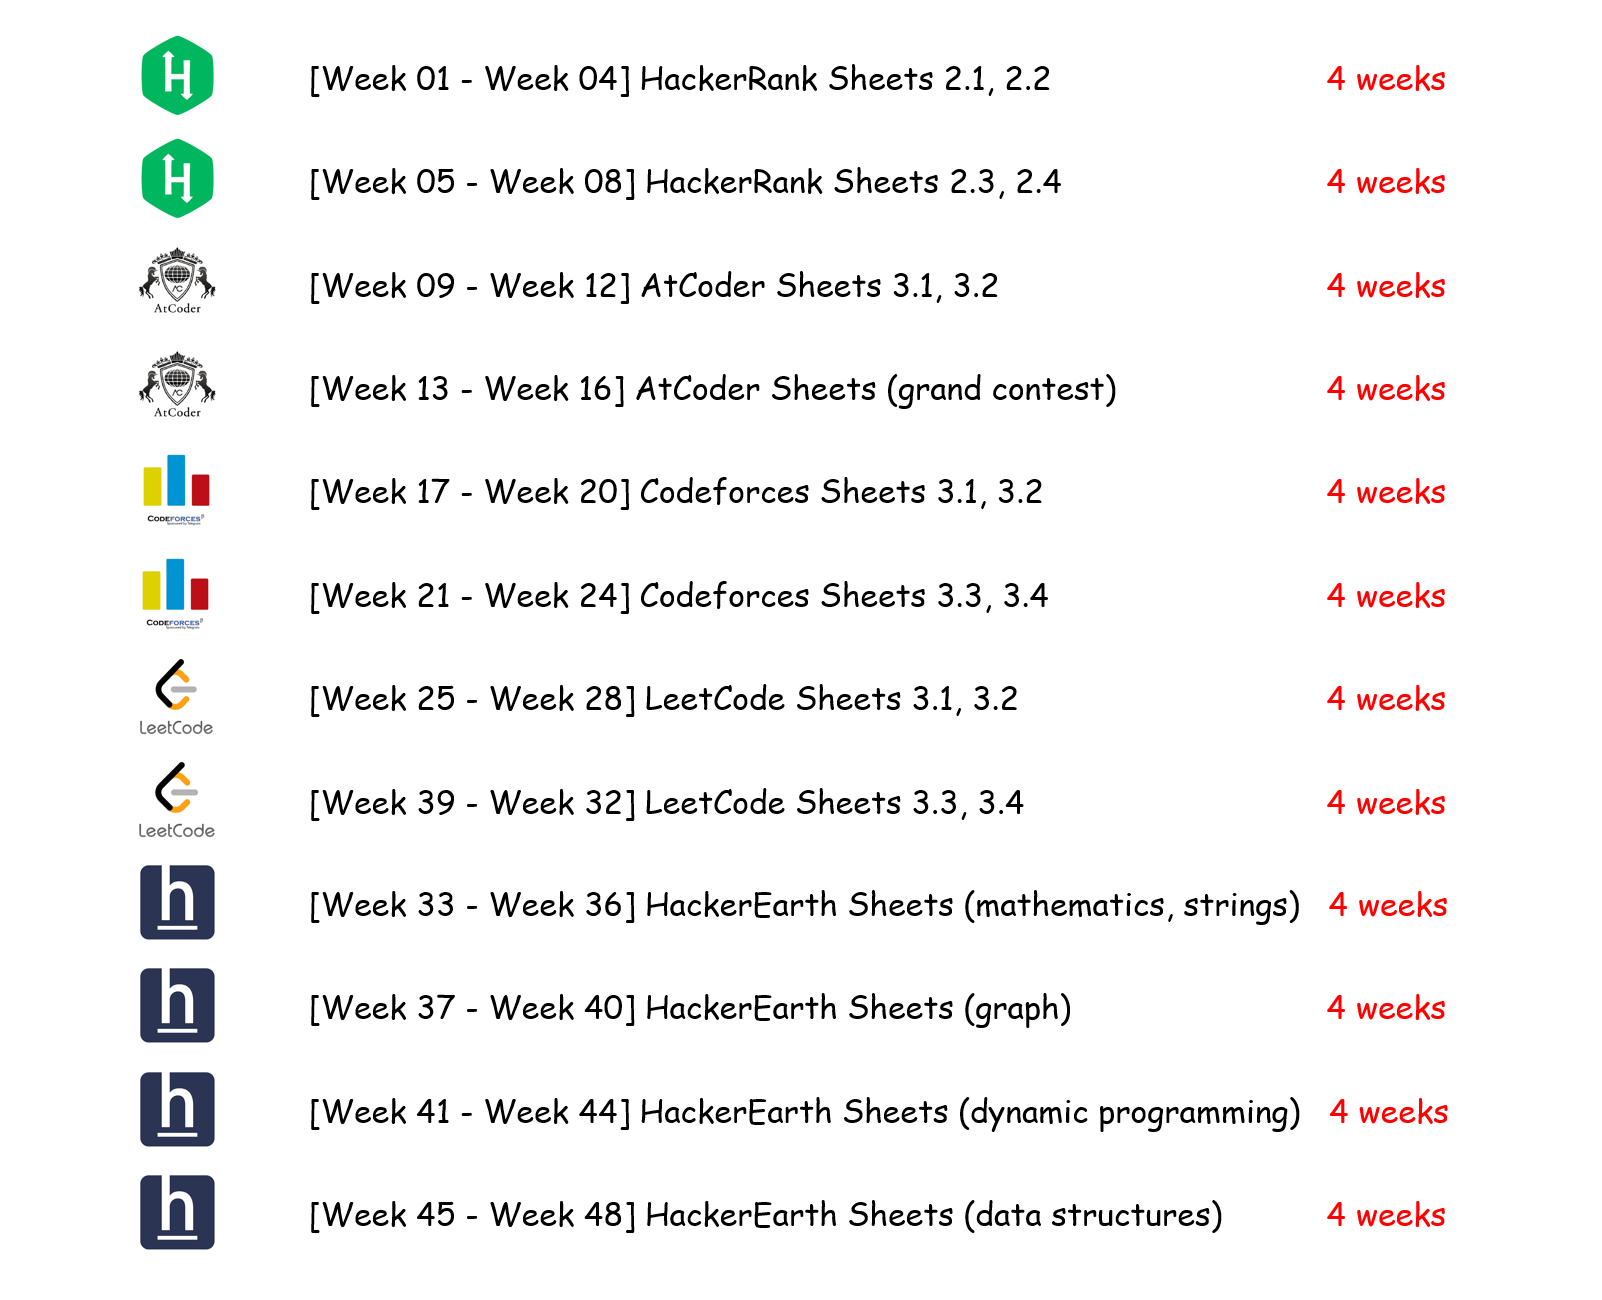 [Week 01 - Week 04] HackerRank Sheets 2.1, 2.2 4 weeks
[Week 05 - Week 08] HackerRank Sheets 2.3, 2.4 4 weeks
AtCoder [Week 09 - Week 12] AtCoder Sheets 3.1, 3.2 4 weeks
AtCoder [Week 13 - Week 16] AtCoder Sheets (grand contest) 4 weeks
[Week 17 - Week 20] Codeforces Sheets 3.1, 3.2 4 weeks
CODEFORCES
Sponsored by Telegram
[Week 21 - Week 24] Codeforces Sheets 3.3, 3.4 4 weeks
CODEFORCES
Sponsored by Telegram
[Week 25 - Week 28] LeetCode Sheets 3.1, 3.2 4 weeks
LeetCode
[Week 39 - Week 32] LeetCode Sheets 3.3, 3.4 4 weeks
LeetCode
h [Week 33 - Week 36] HackerEarth Sheets (mathematics, strings) 4 weeks
h [Week 37 - Week 40] HackerEarth Sheets (graph) 4 weeks
h [Week 41 - Week 44] HackerEarth Sheets (dynamic programming) 4 weeks
h [Week 45 - Week 48] HackerEarth Sheets (data structures) 4 weeks